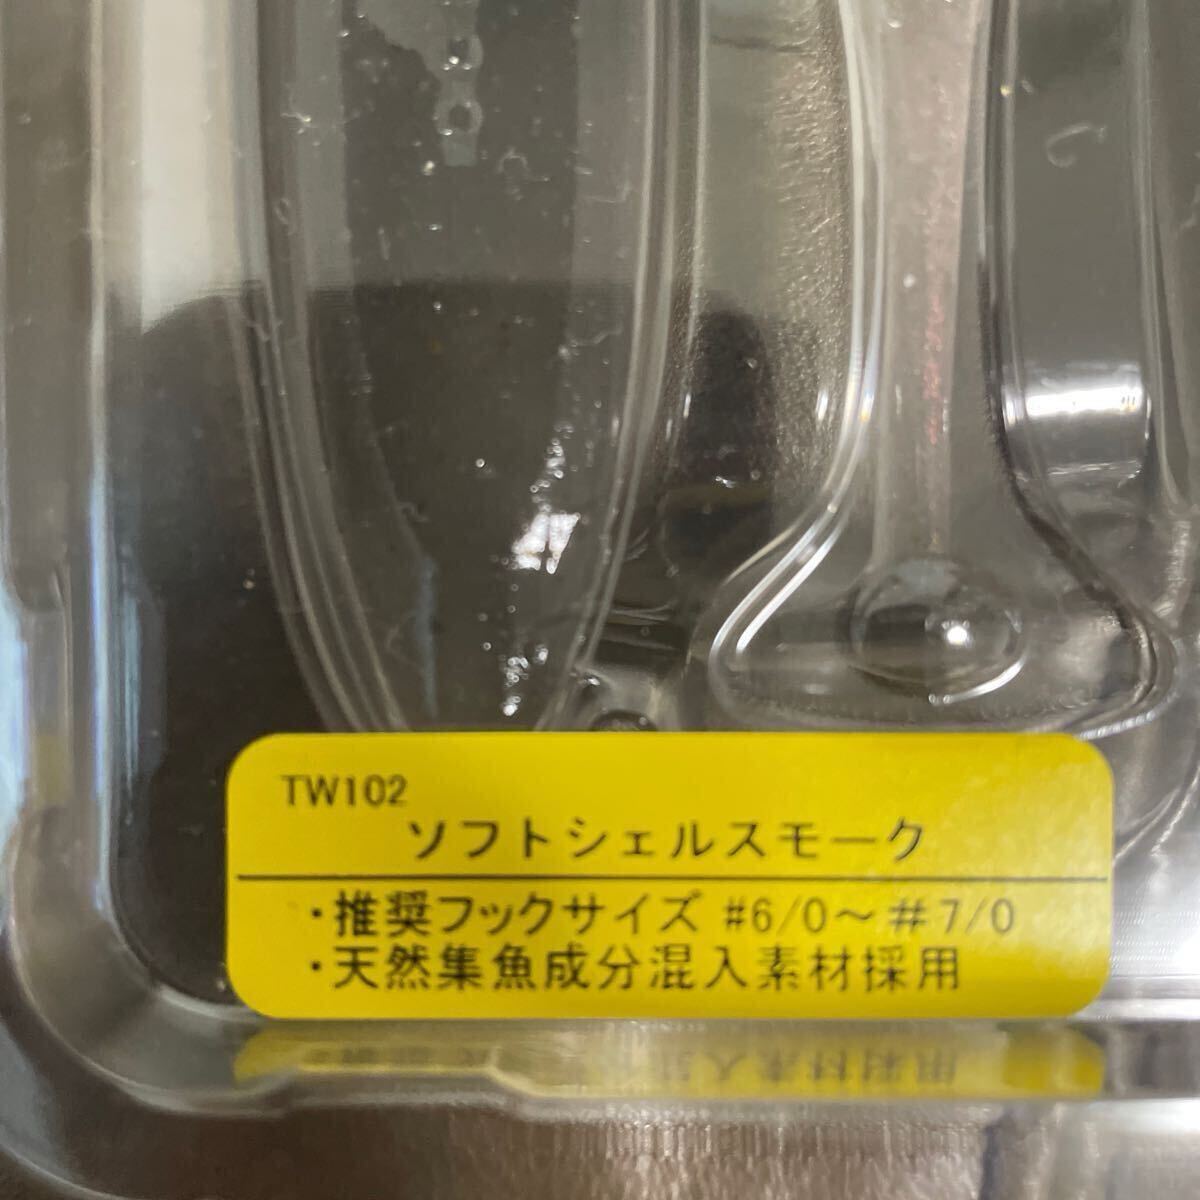 TW102
ソフトシェルスモーク
・推奨フックサイズ #6/0〜＃7/0
・天然集魚成分混入素材採用